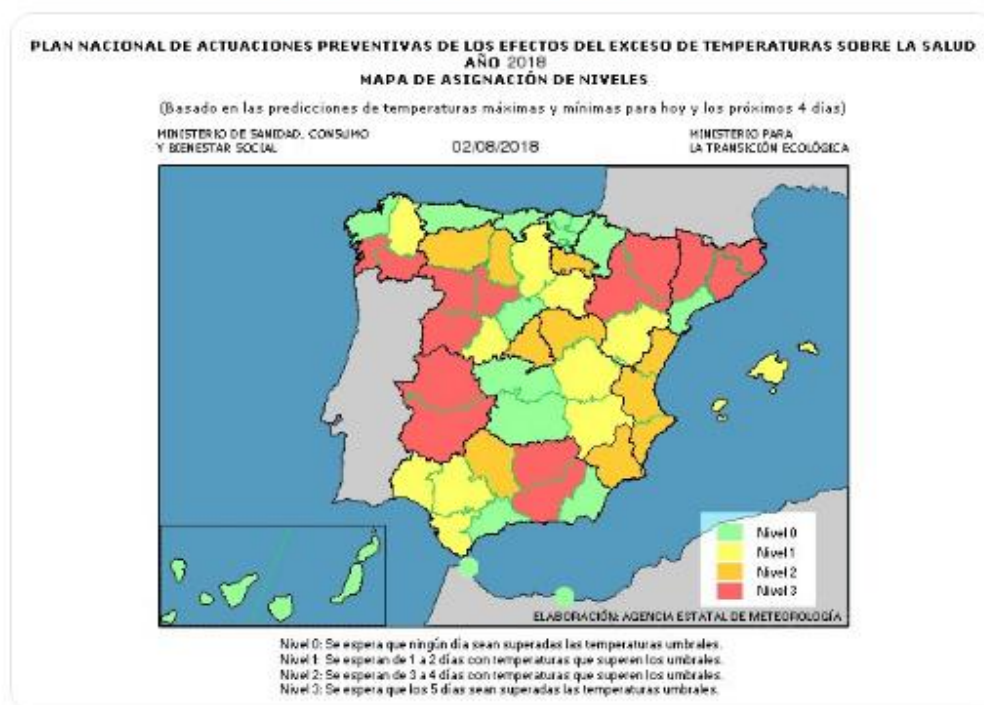 PLAN NACIONAL DE ACTUACIONES PREVENTIVAS DE LOS EFECTOS DEL EXCESO DE TEMPERATURAS SOBRE LA SALUD
AÑO 2018
MAPA DE ASIGNACIÓN DE NIVELES
(Basado en las predicciones de temperaturas máximas y mínimas para hoy y los próximos 4 días)
MINISTERIO DE SANIDAD, CONSUMO
Y BIENESTAR SOCIAL
02/08/2018
MINISTERIO PARA
LA TRANSICIÓN ECOLÓGICA
Nivel 0
Nivel 1
Nivel 2
Nivel 3
ELABORACIÓN: AGENCIA ESTATAL DE METEOROLOGÍA
Nivel 0: Se espera que ningún día sean superadas las temperaturas umbrales.
Nivel 1: Se esperan de 1 a 2 días con temperaturas que superen los umbrales.
Nivel 2: Se esperan de 3 a 4 días con temperaturas que superen los umbrales.
Nivel 3: Se espera que los 5 días sean superadas las temperaturas umbrales.